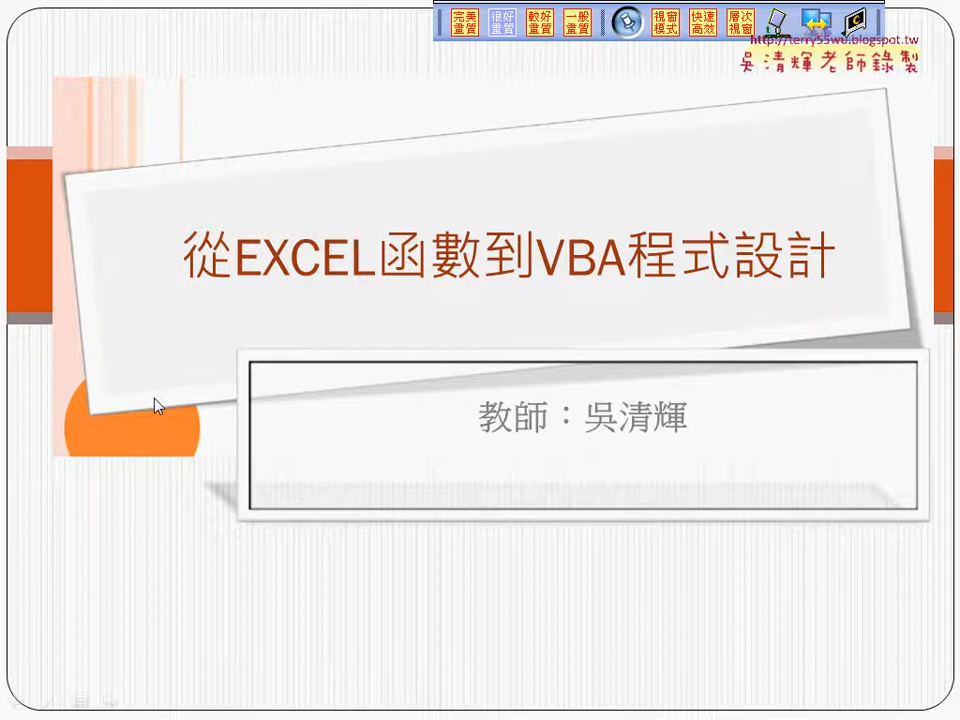 完美畫質 很好畫質 較好畫質 一般畫質 視窗模式 快速高效 層次視窗
http://terry55wu.blogspot.tw
吳清輝老師錄製
從EXCEL函數到VBA程式設計
教師：吳清輝